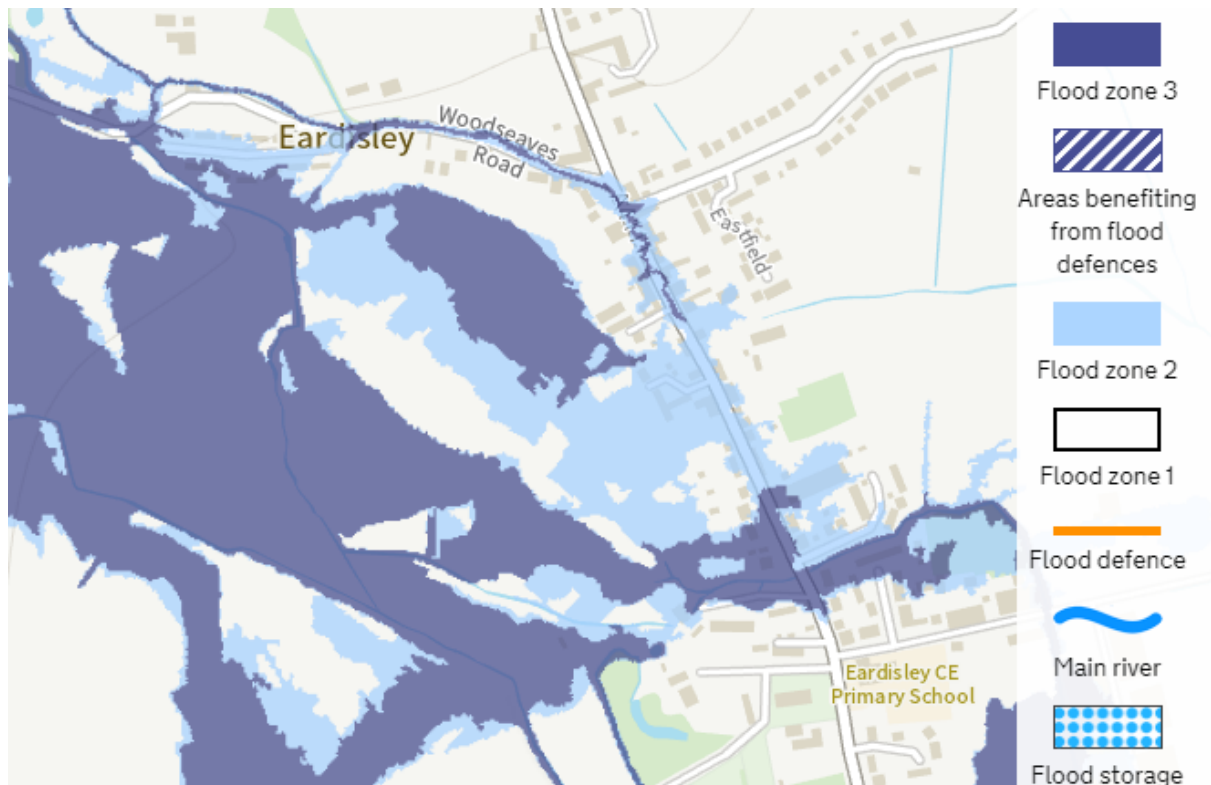 Eardisley
Woodseaves
Road
Eastfield
Eardisley CE
Primary School
Flood zone 3
Areas benefiting
from flood
defences
Flood zone 2
Flood zone 1
Flood defence
Main river
Flood storage